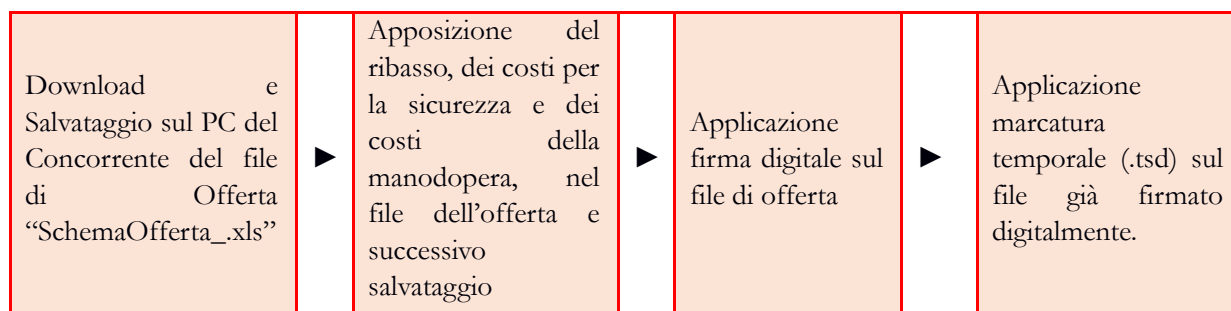 Download e
Salvataggio sul PC del
Concorrente del file
di Offerta
“SchemaOfferta_.xls”
►
Apposizione del
ribasso, dei costi per
la sicurezza e dei
costi della
manodopera, nel
file dell’offerta e
successivo
salvataggio
►
Applicazione
firma digitale sul
file di offerta
►
Applicazione
marcatura
temporale (.tsd) sul
file già firmato
digitalmente.